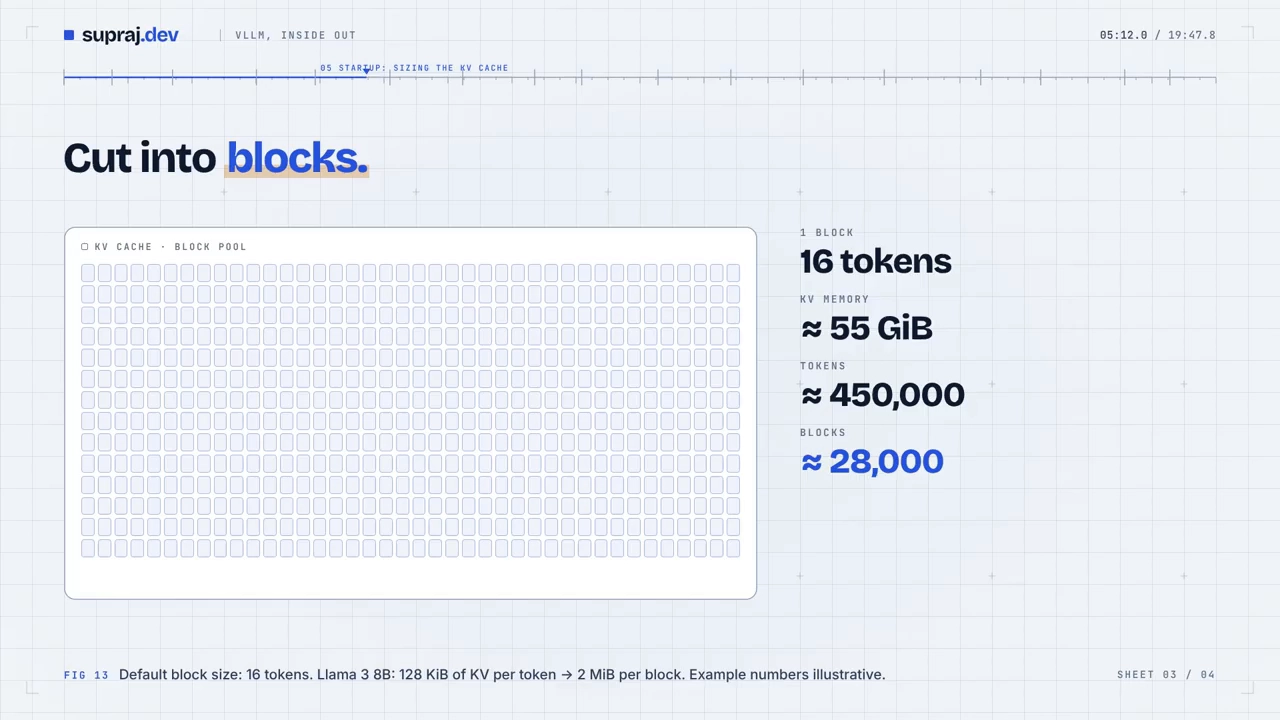 supraj.dev
VLLM, INSIDE OUT
05:12.0 / 19:47.8
05 STARTUP: SIZING THE KV CACHE
Cut into blocks.
KV CACHE · BLOCK POOL
1 BLOCK
16 tokens
KV MEMORY
≈ 55 GiB
TOKENS
≈ 450,000
BLOCKS
≈ 28,000
FIG 13 Default block size: 16 tokens. Llama 3 8B: 128 KiB of KV per token → 2 MiB per block. Example numbers illustrative.
SHEET 03 / 04